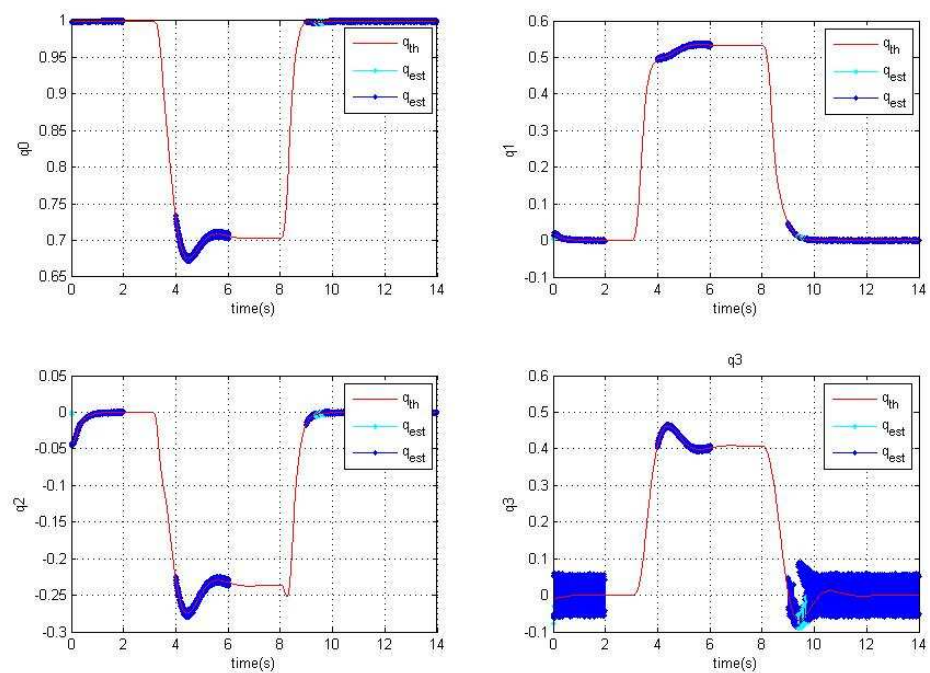 1
0.95
0.9
0.85
0.8
0.75
0.7
0.65
q0
0 2 4 6 8 10 12 14
time(s)
q_th
q_est
q_est
0.6
0.5
0.4
0.3
0.2
0.1
0
-0.1
q1
0 2 4 6 8 10 12 14
time(s)
q_th
q_est
q_est
0.05
0
-0.05
-0.1
-0.15
-0.2
-0.25
-0.3
q2
0 2 4 6 8 10 12 14
time(s)
q_th
q_est
q_est
q3
0.6
0.5
0.4
0.3
0.2
0.1
0
-0.1
q3
0 2 4 6 8 10 12 14
time(s)
q_th
q_est
q_est